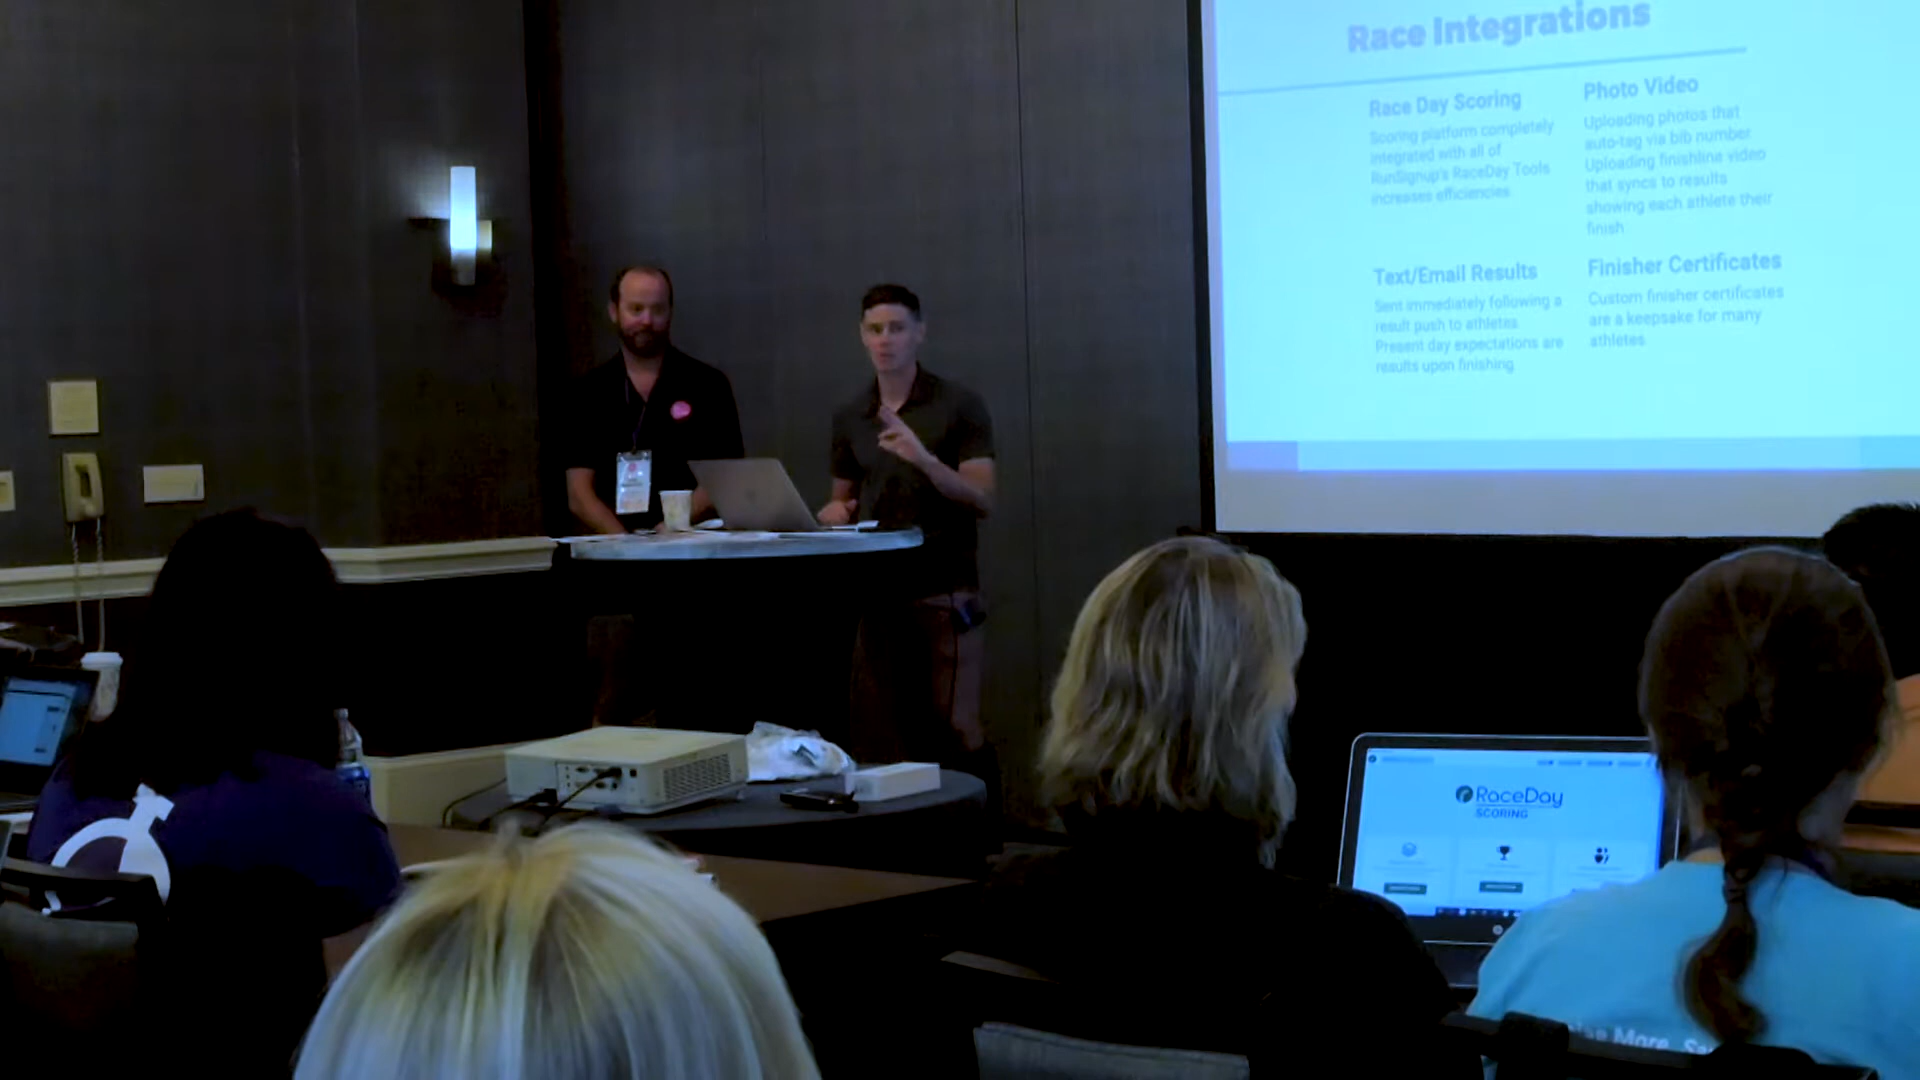 Race Integrations
Race Day Scoring
Scoring platform completely
integrated with all of
RunSignup's RaceDay Tools
increases efficiencies
Photo Video
Uploading photos that
auto-tag via bib number
Uploading finishline video
that syncs to results
showing each athlete their
finish
Text/Email Results
Sent immediately following a
result push to athletes
Present day expectations are
results upon finishing
Finisher Certificates
Custom finisher certificates
are a keepsake for many
athletes
RaceDay
SCORING
More.